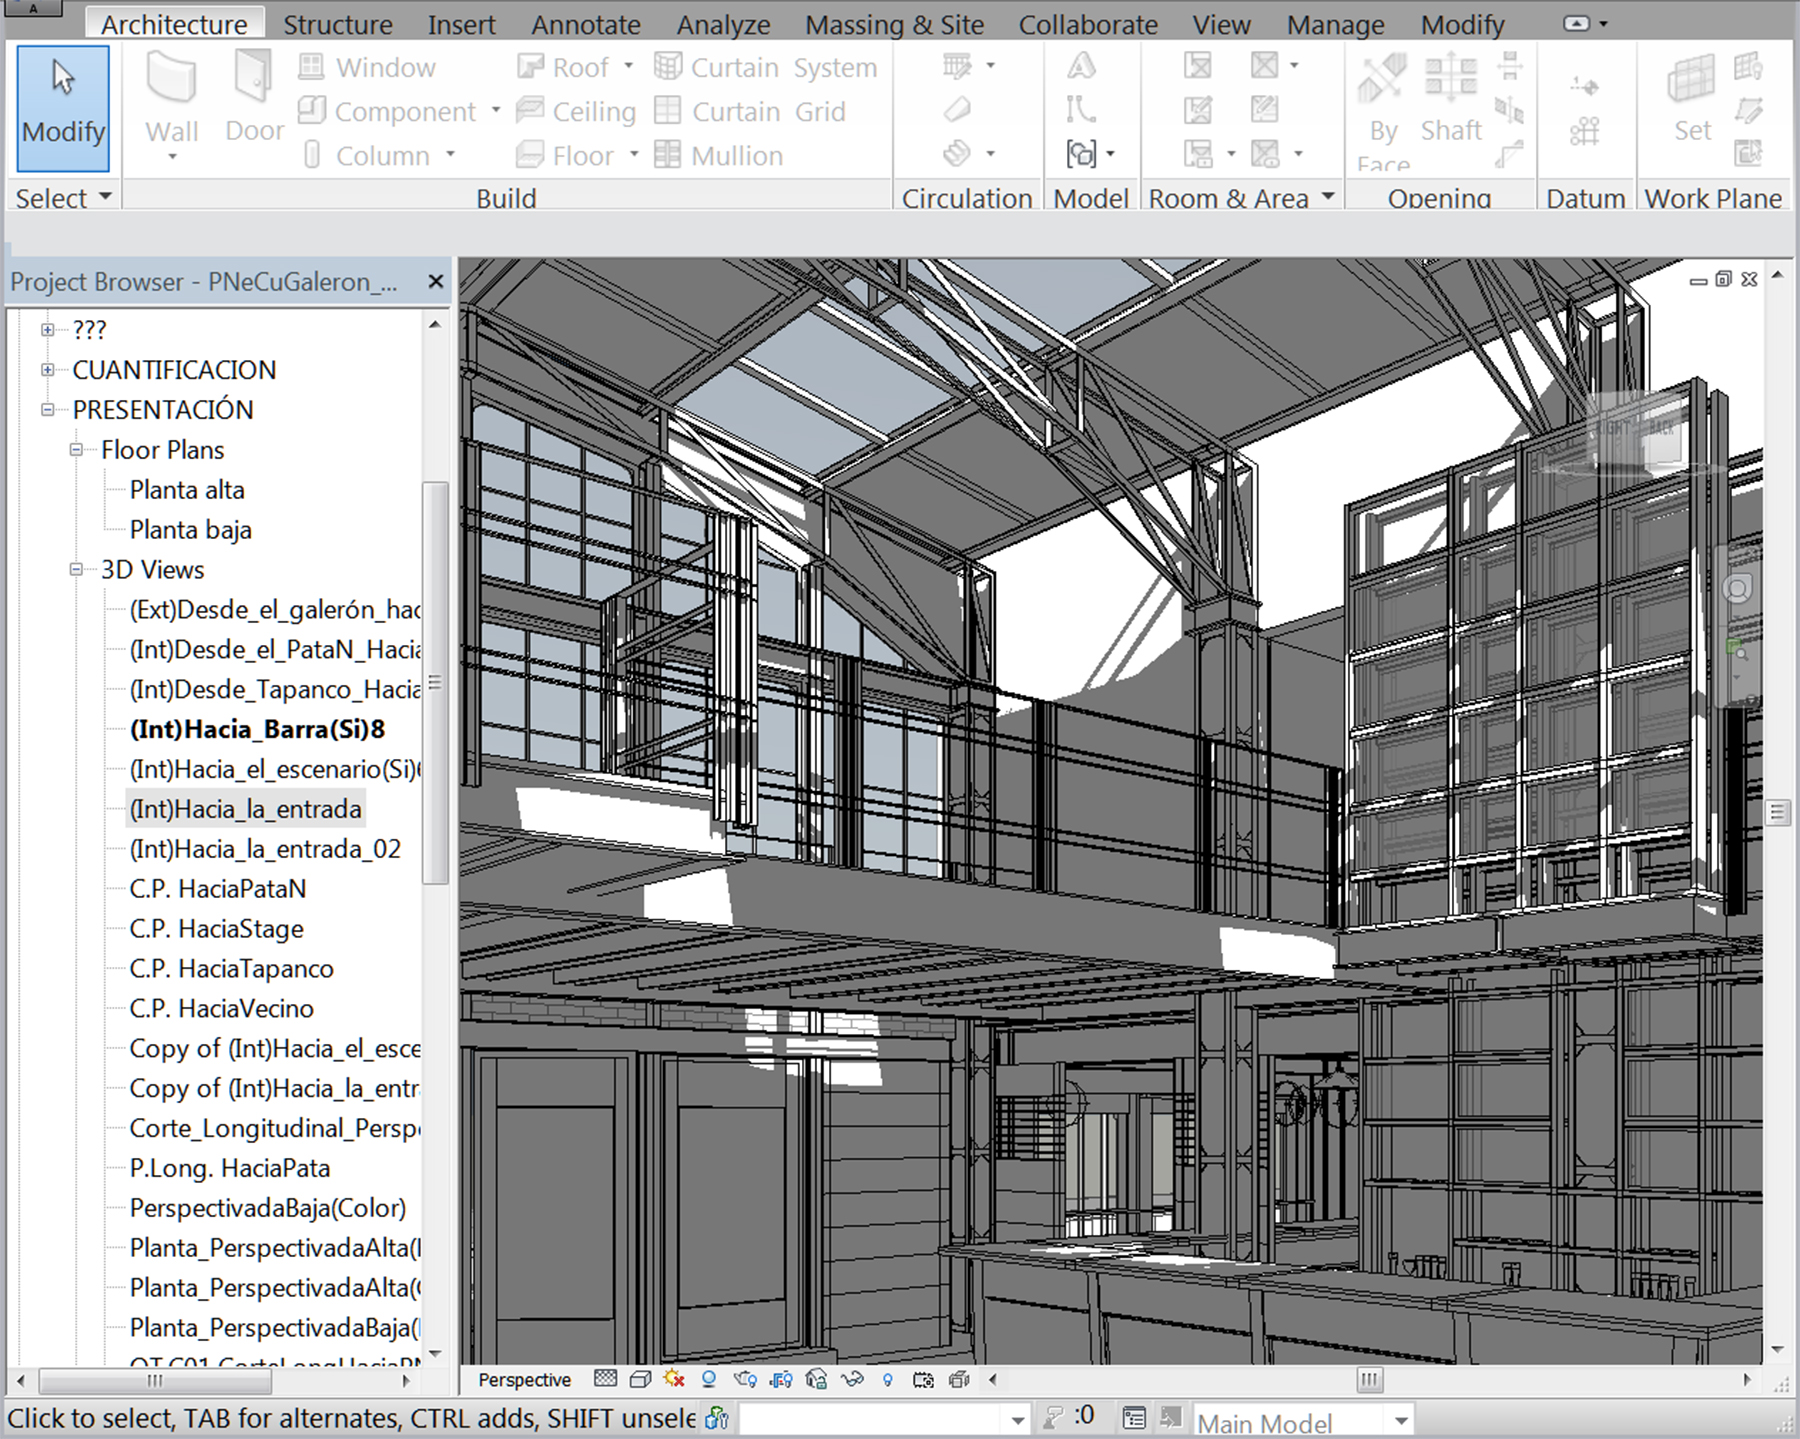 A
Architecture Structure Insert Annotate Analyze Massing & Site Collaborate View Manage Modify
Modify
Wall
Door
Window
Component
Column
Roof
Ceiling
Floor
Curtain System
Curtain Grid
Mullion
By
Face
Shaft
Set
Select Build Circulation Model Room & Area Opening Datum Work Plane
Project Browser - PNeCuGaleron_...
???
CUANTIFICACION
PRESENTACIÓN
Floor Plans
Planta alta
Planta baja
3D Views
(Ext)Desde_el_galerón_hac
(Int)Desde_el_PataN_Hacia
(Int)Desde_Tapanco_Hacia
(Int)Hacia_Barra(Si)8
(Int)Hacia_el_escenario(Si)6
(Int)Hacia_la_entrada
(Int)Hacia_la_entrada_02
C.P. HaciaPataN
C.P. HaciaStage
C.P. HaciaTapanco
C.P. HaciaVecino
Copy of (Int)Hacia_el_esce
Copy of (Int)Hacia_la_entr
Corte_Longitudinal_Persp
P.Long. HaciaPata
PerspectivadaBaja(Color)
Planta_PerspectivadaAlta(
Planta_PerspectivadaAlta(
Planta_PerspectivadaBaja(
RIGHT BACK
Perspective
Click to select, TAB for alternates, CTRL adds, SHIFT unsele
:0
Main Model